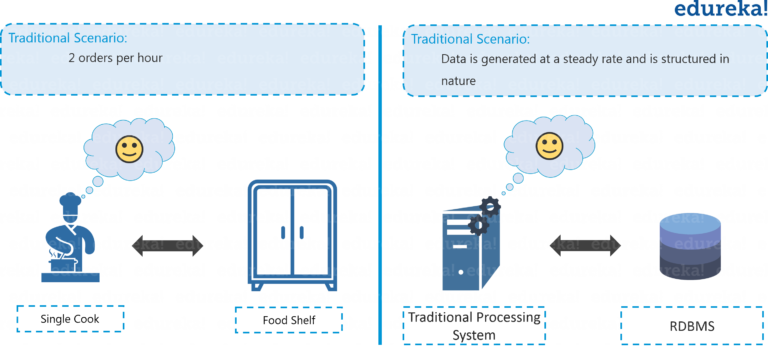 edureka!
Traditional Scenario:
2 orders per hour
Traditional Scenario:
Data is generated at a steady rate and is structured in
nature
Single Cook
Food Shelf
Traditional Processing
System
RDBMS